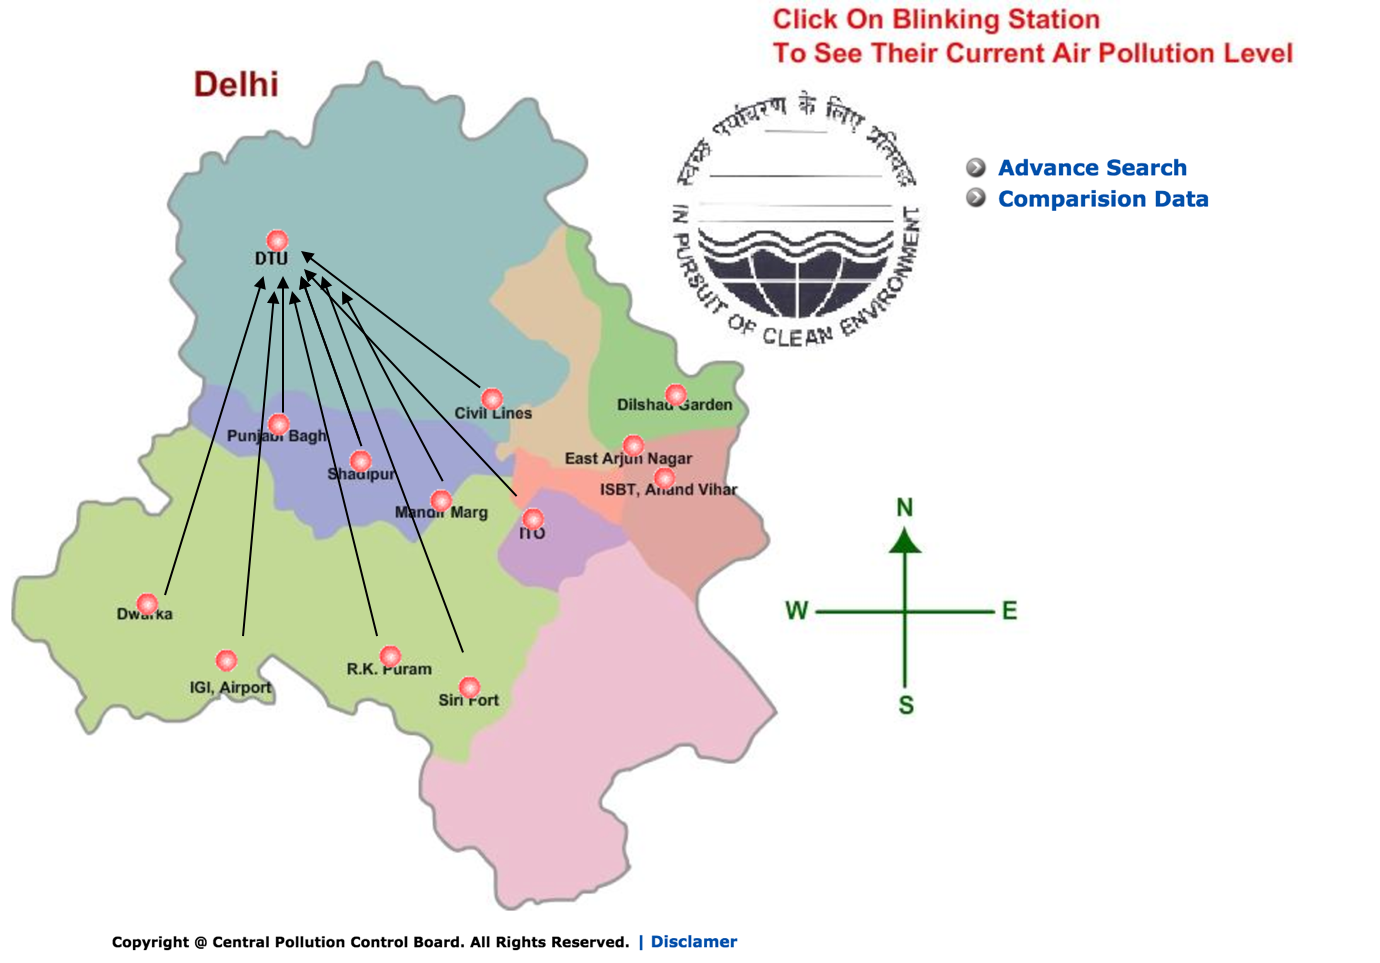 Click On Blinking Station
To See Their Current Air Pollution Level
Delhi
स्वच्छ पर्यावरण के लिए प्रतिबद्ध
IN PURSUIT OF CLEAN ENVIRONMENT
Advance Search
Comparision Data
DTU
Civil Lines
Dilshad Garden
Punjabi Bagh
East Arjun Nagar
Shadipur
ISBT, Anand Vihar
Mandir Marg
ITO
N
W
E
S
Dwarka
R.K. Puram
IGI, Airport
Siri Fort
Copyright @ Central Pollution Control Board. All Rights Reserved. | Disclamer